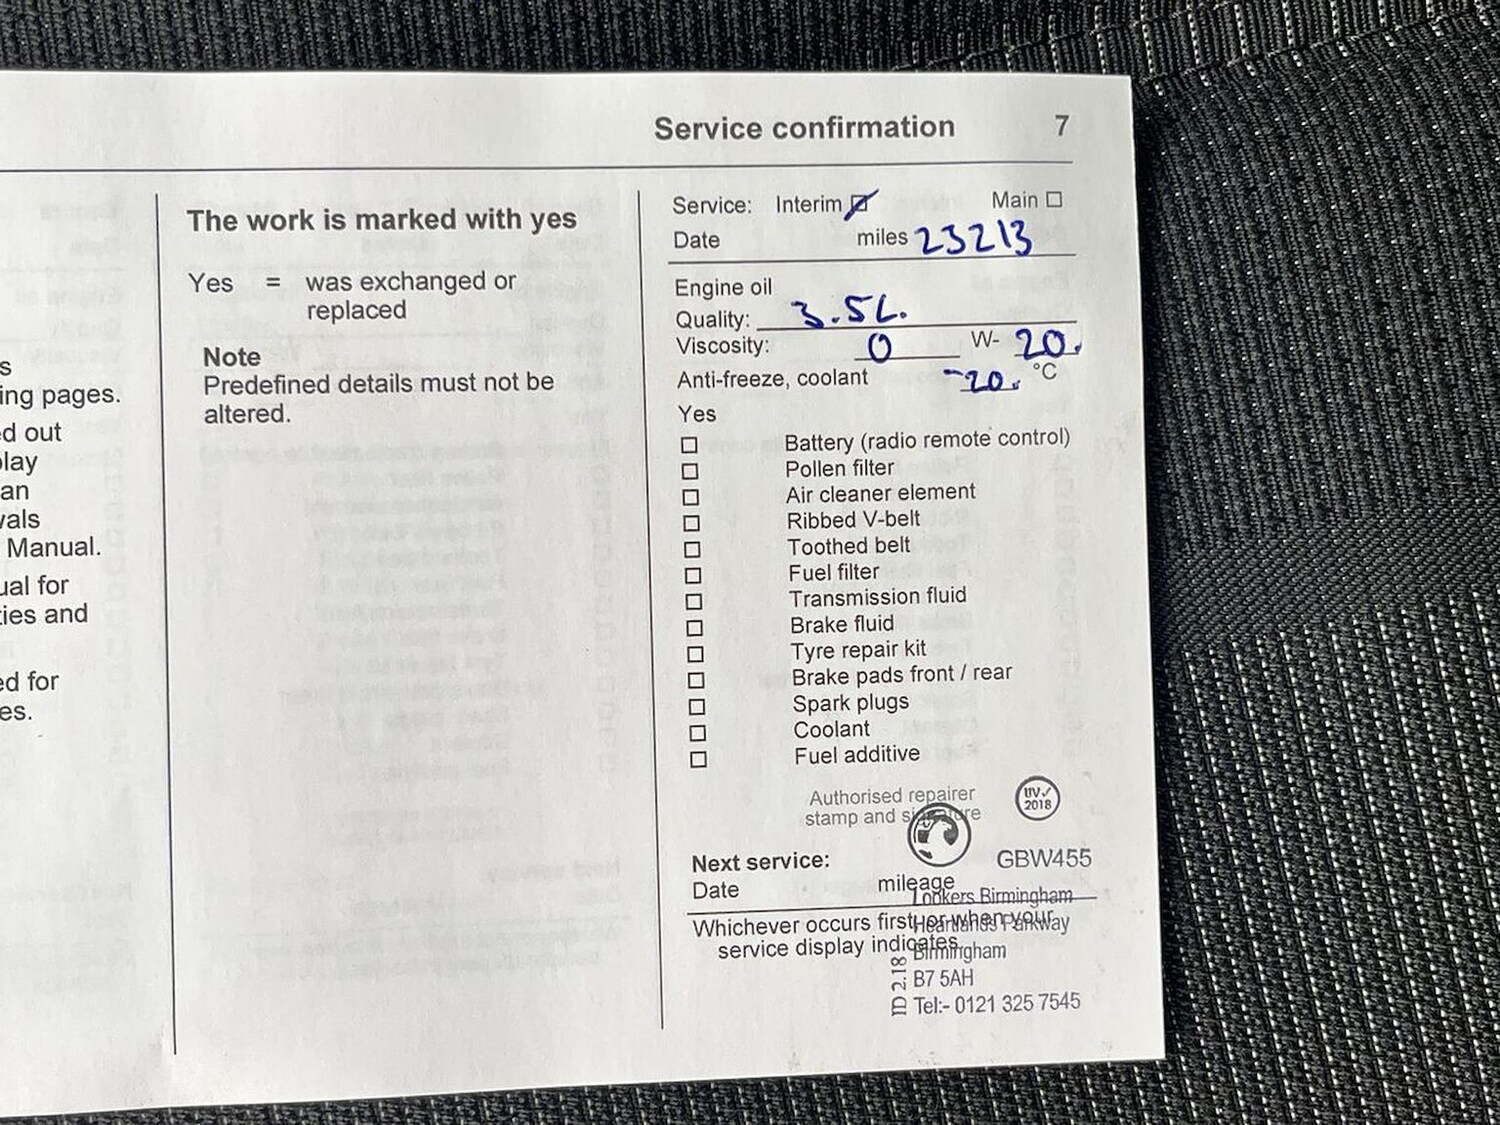 Service confirmation 7
s
ing pages.
d out
lay
an
vals
Manual.
ual for
ties and
ed for
es.
The work is marked with yes
Yes = was exchanged or
replaced
Note
Predefined details must not be
altered.
Service: Interim Main
Date miles 23213
Engine oil
Quality: 3.5L.
Viscosity: 0 W- 20.
Anti-freeze, coolant -20. °C
Yes
Battery (radio remote control)
Pollen filter
Air cleaner element
Ribbed V-belt
Toothed belt
Fuel filter
Transmission fluid
Brake fluid
Tyre repair kit
Brake pads front / rear
Spark plugs
Coolant
Fuel additive
Authorised repairer
stamp and signature
UV✓
2018
GBW455
Next service:
Date mileage
Lookers Birmingham
Whichever occurs first, or when your
Heartlands Parkway
service display indicates
Birmingham
B7 5AH
Tel:- 0121 325 7545
ID 2.18